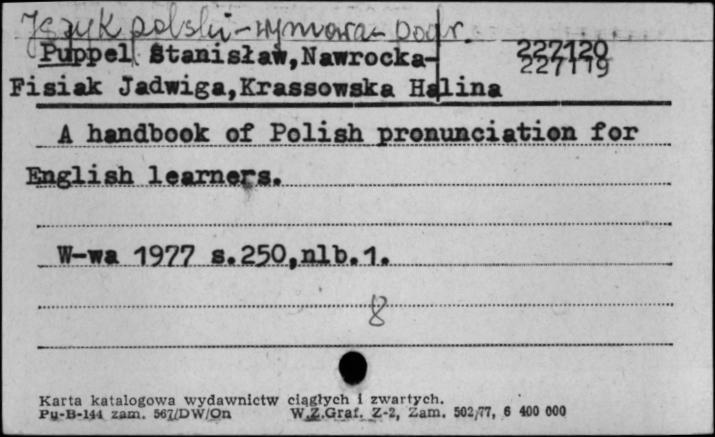 Język polski - wymowa - podr.
Puppel Stanisław,Nawrocka- 227120
227119
Fisiak Jadwiga,Krassowska Halina
A handbook of Polish pronunciation for
English learners.
W-wa 1977 s.250,nlb.1.
8
Karta katalogowa wydawnictw ciągłych i zwartych.
Pu-B-144 zam. 567/DW/On W.Z.Graf. Z-2, Zam. 502/77, 6 400 000